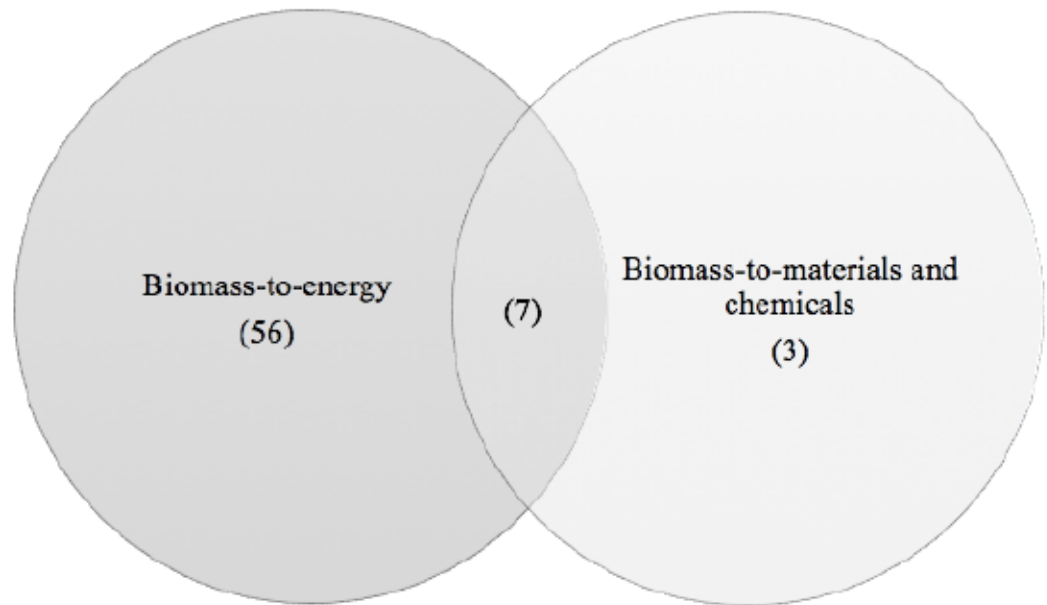 Biomass-to-energy
(56)
(7)
Biomass-to-materials and
chemicals
(3)